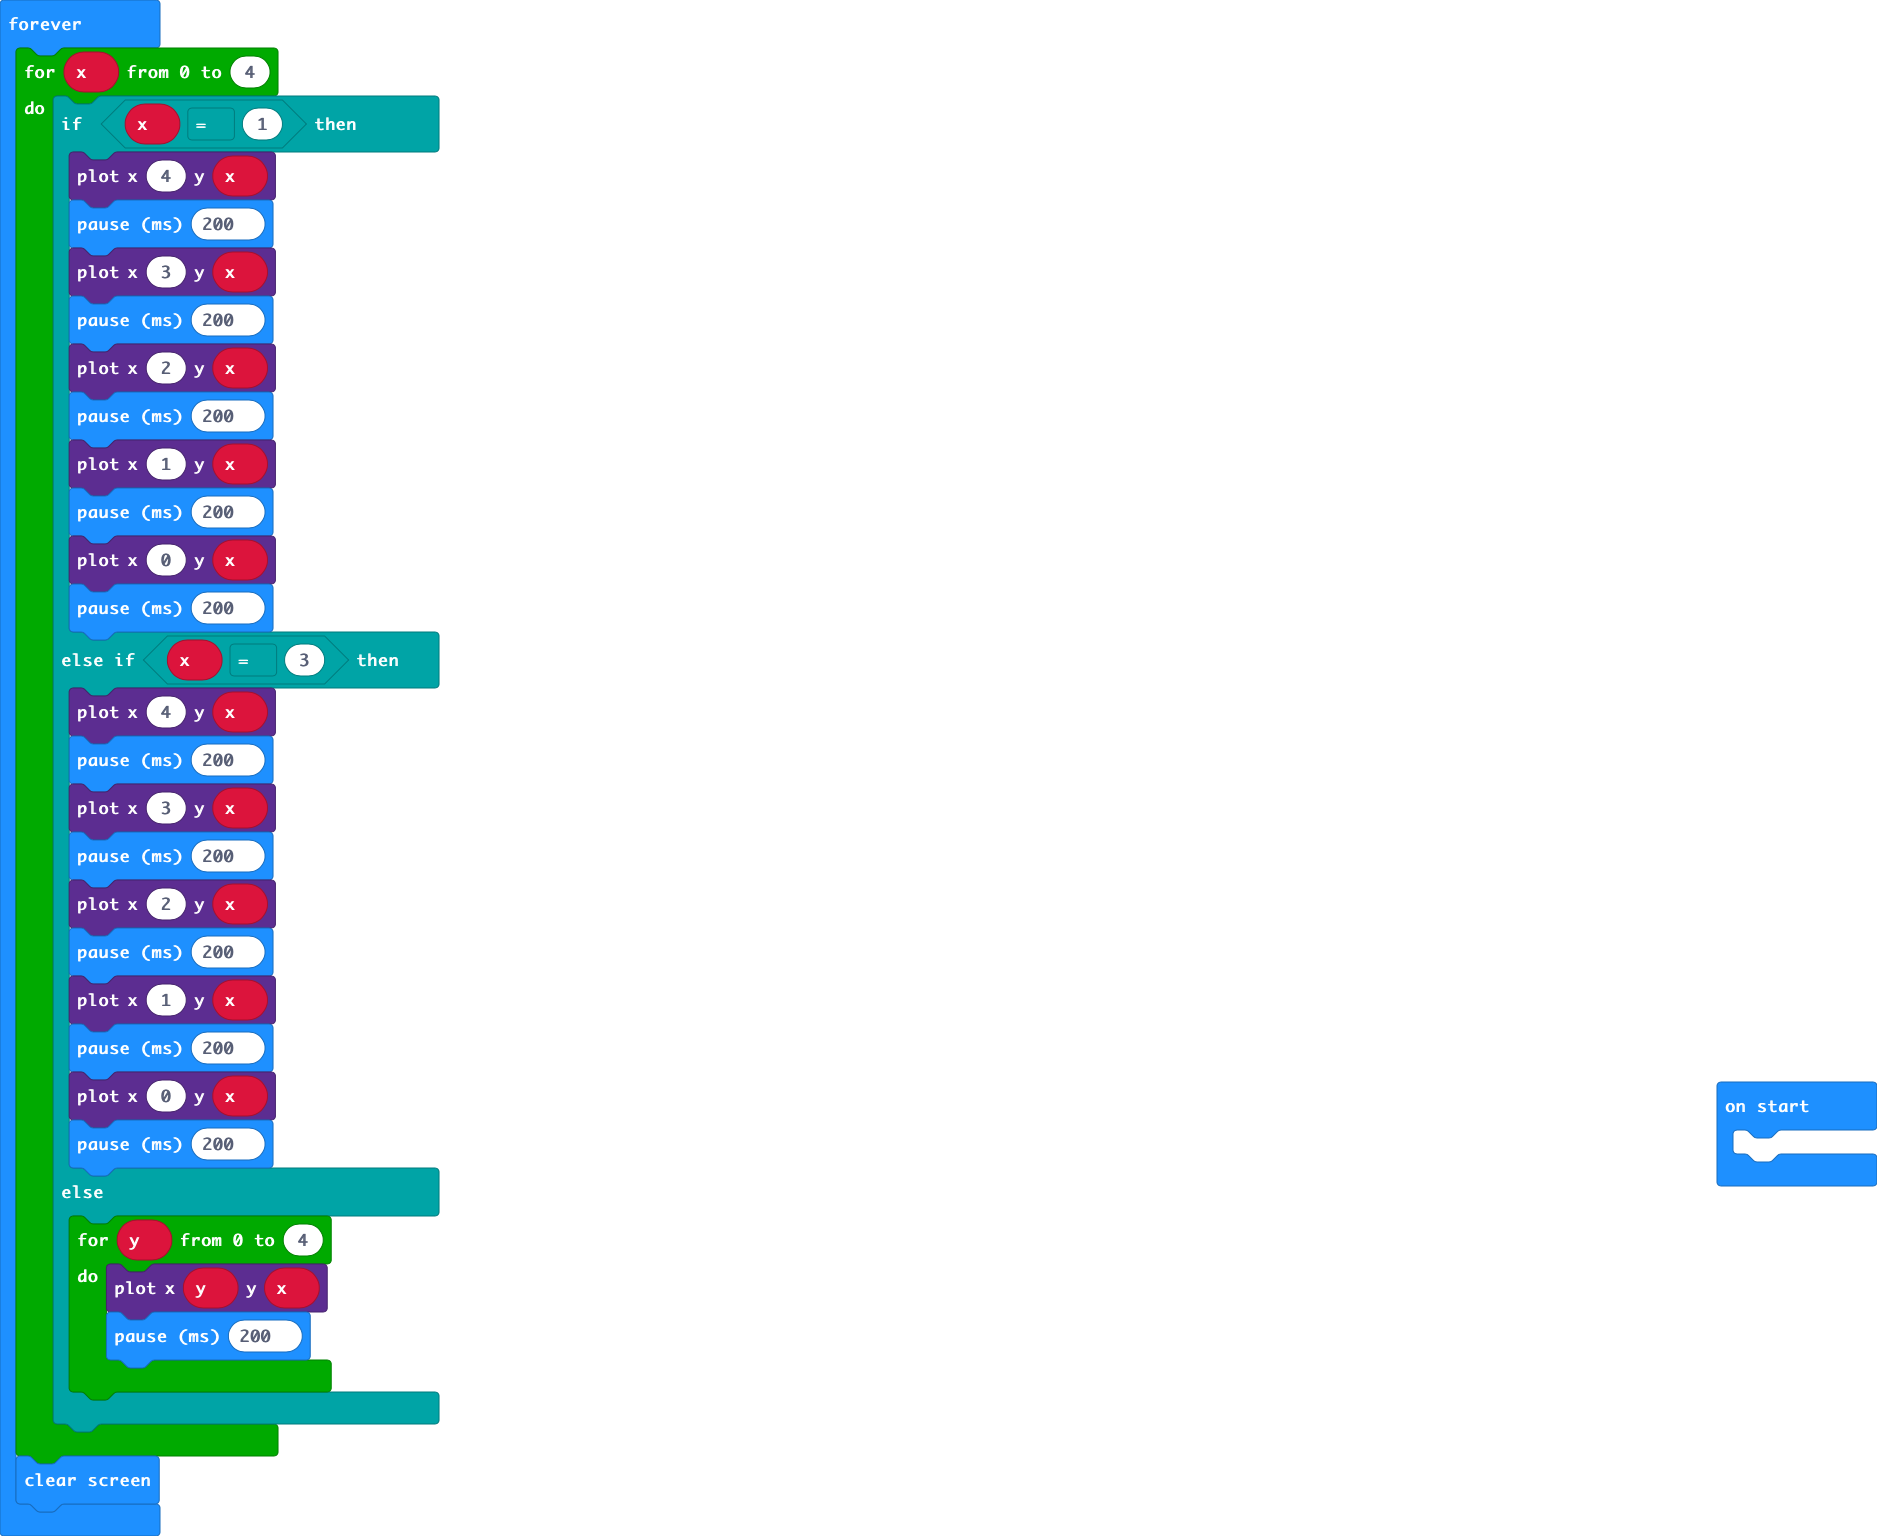 forever
for x from 0 to 4
do
if x = 1 then
plot x 4 y x
pause (ms) 200
plot x 3 y x
pause (ms) 200
plot x 2 y x
pause (ms) 200
plot x 1 y x
pause (ms) 200
plot x 0 y x
pause (ms) 200
else if x = 3 then
plot x 4 y x
pause (ms) 200
plot x 3 y x
pause (ms) 200
plot x 2 y x
pause (ms) 200
plot x 1 y x
pause (ms) 200
plot x 0 y x
pause (ms) 200
else
for y from 0 to 4
do
plot x y y x
pause (ms) 200
clear screen
on start